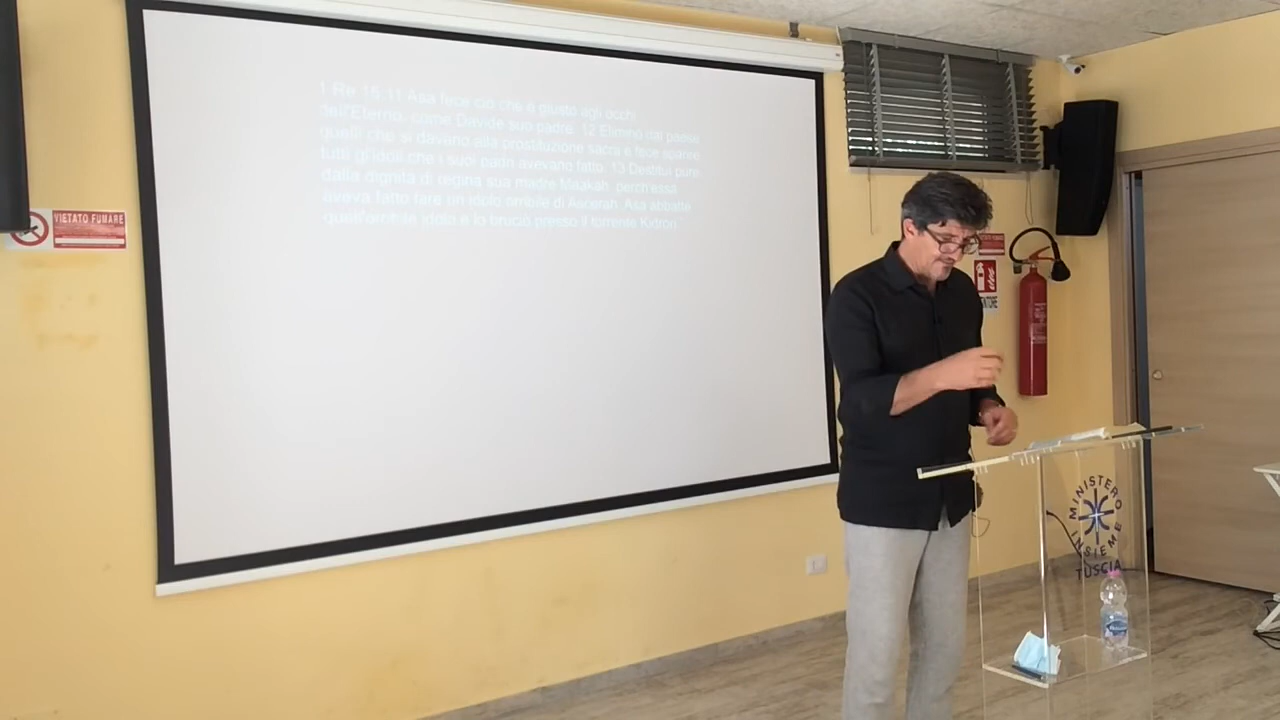 1 Re 15:11 Asa fece ciò che è giusto agli occhi
dell'Eterno, come Davide suo padre. 12 Eliminò dal paese
quelli che si davano alla prostituzione sacra e fece sparire
tutti gl'idoli che i suoi padri avevano fatto. 13 Destituì pure
dalla dignità di regina sua madre Maakah, perch'essa
aveva fatto fare un idolo orribile di Ascerah. Asa abbatté
quell'orribile idolo e lo bruciò presso il torrente Kidron
VIETATO FUMARE
MINISTERO
INSIEME
TUSCIA